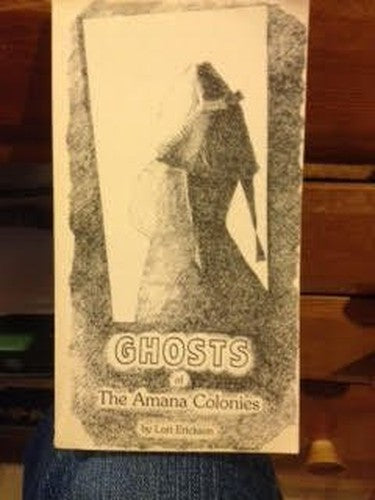 GHOSTS
of
The Amana Colonies
by Lori Erickson